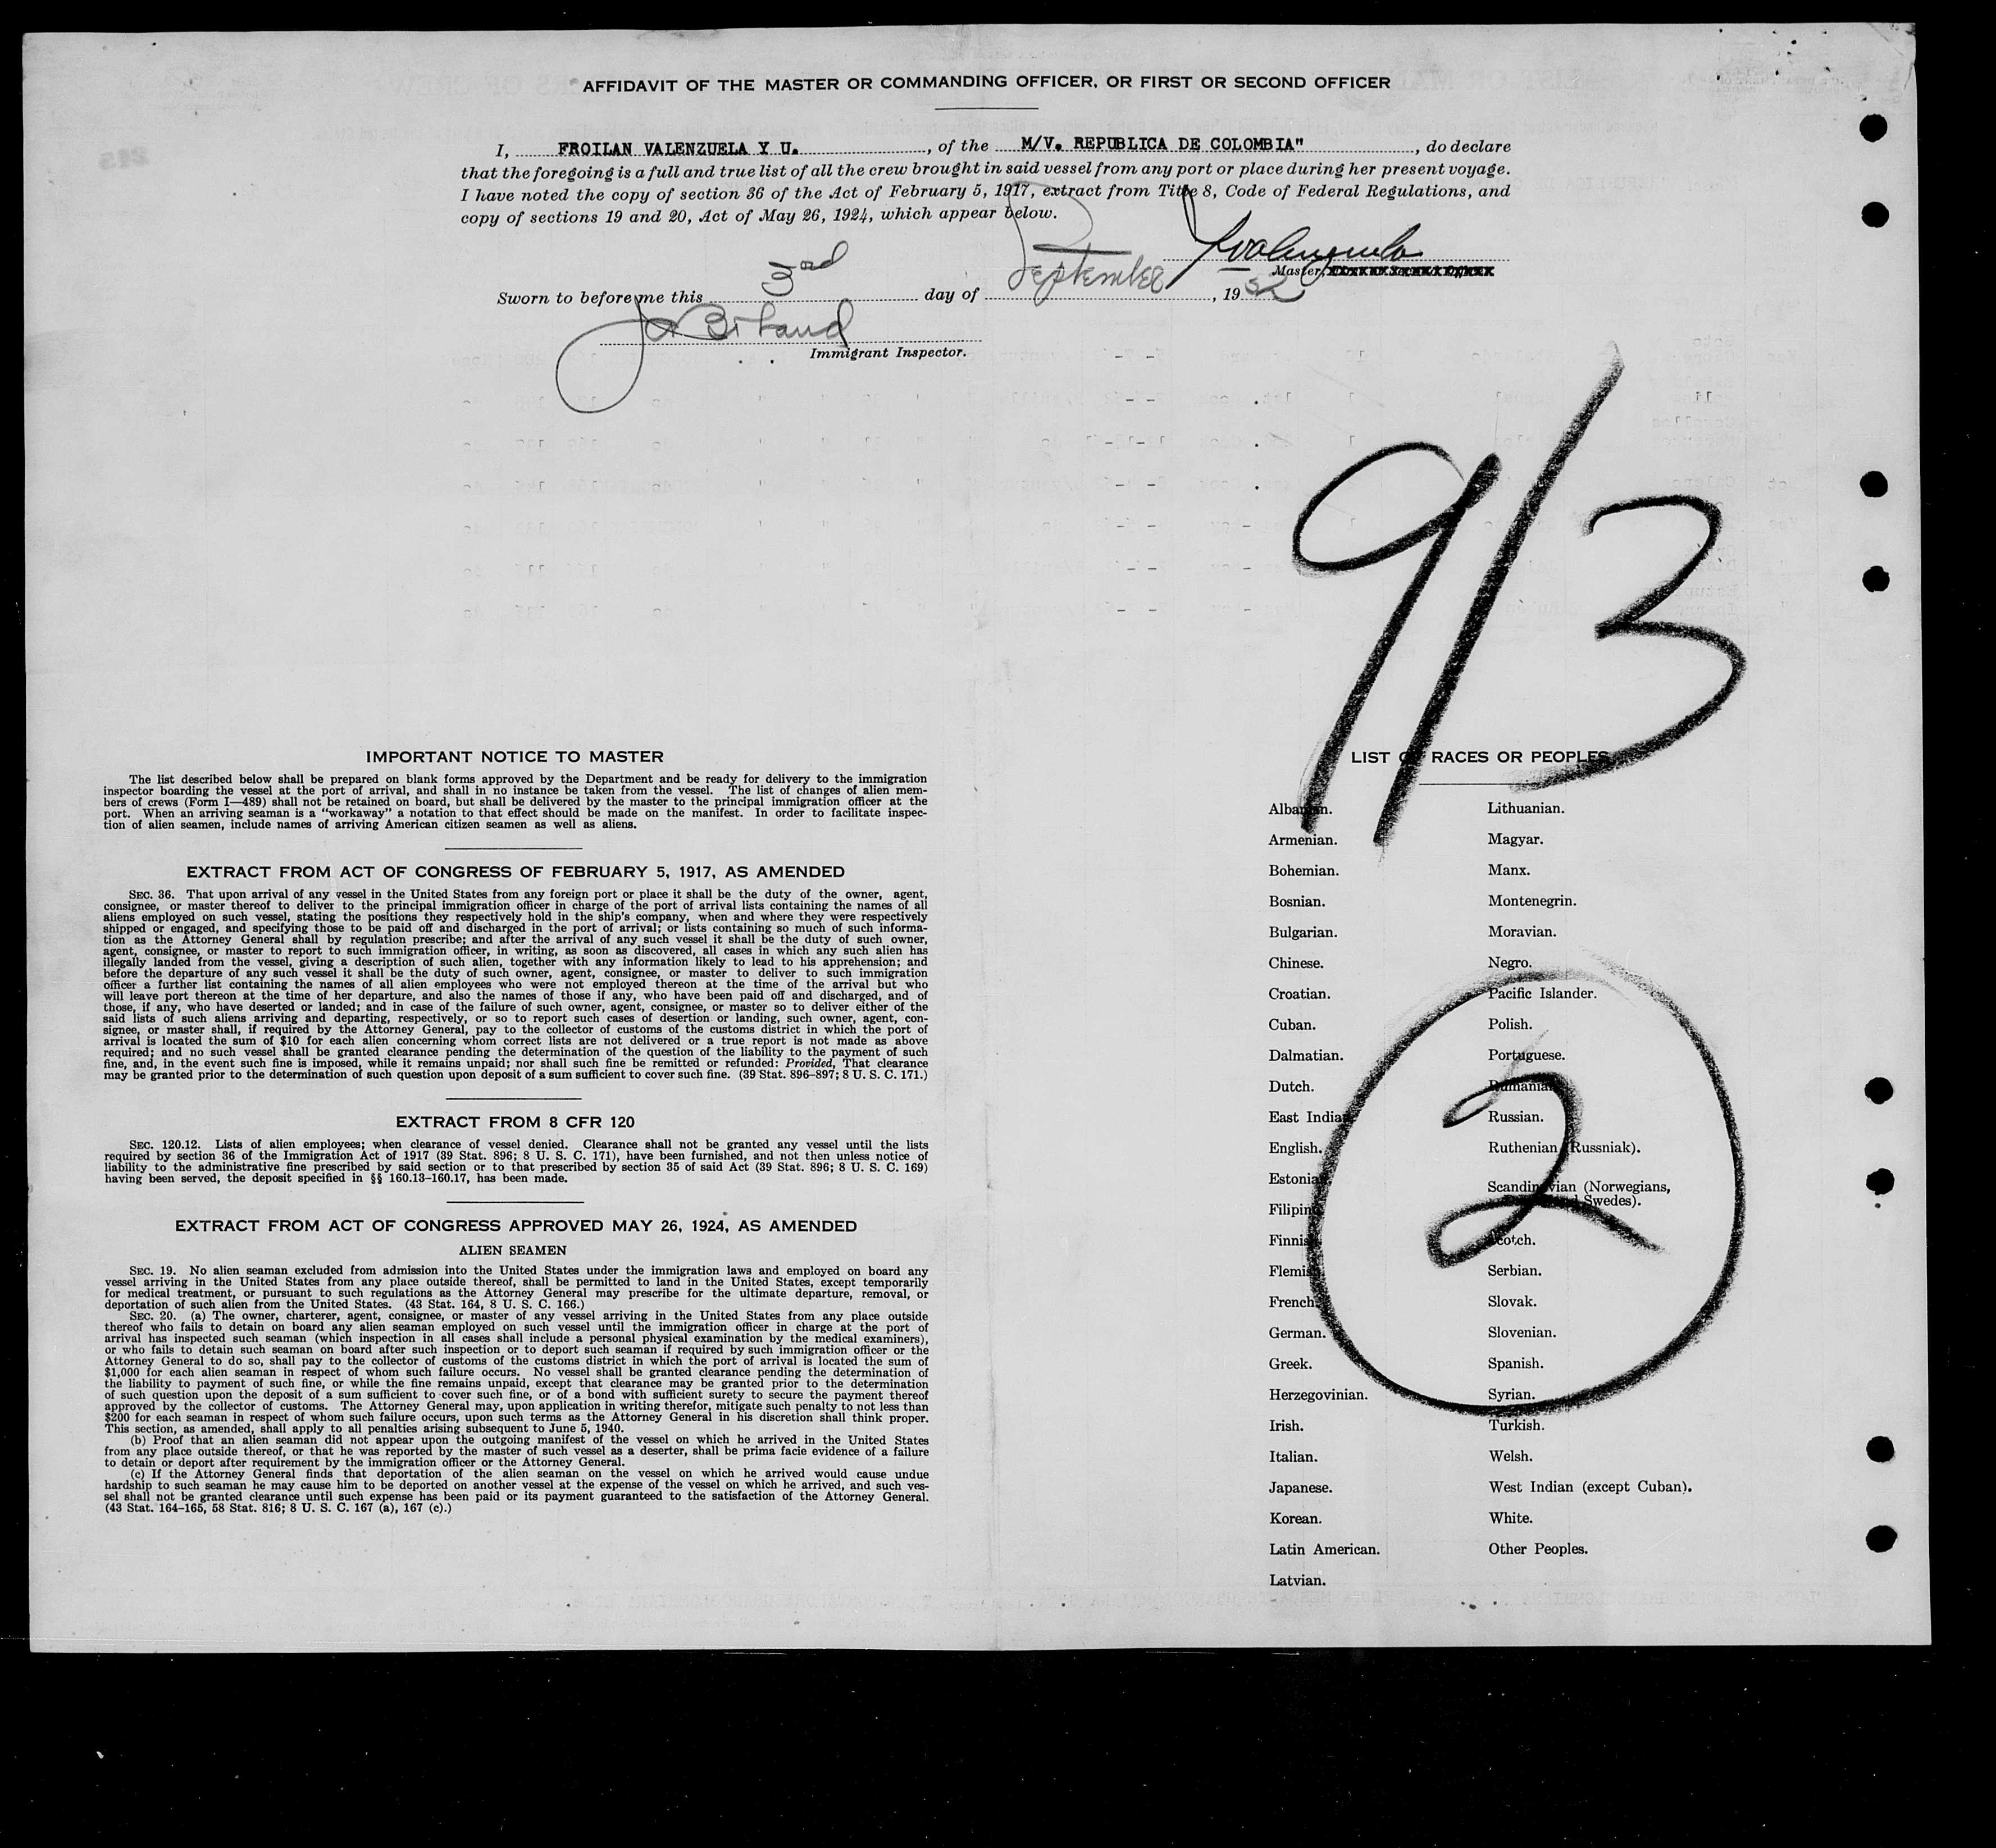 AFFIDAVIT OF THE MASTER OR COMMANDING OFFICER, OR FIRST OR SECOND OFFICER
I, FROILAN VALENZUELA Y U. , of the M/V. REPUBLICA DE COLOMBIA" , do declare
that the foregoing is a full and true list of all the crew brought in said vessel from any port or place during her present voyage.
I have noted the copy of section 36 of the Act of February 5, 1917, extract from Title 8, Code of Federal Regulations, and
copy of sections 19 and 20, Act of May 26, 1924, which appear below.
Master,
Sworn to before me this 3rd day of September , 1952
Immigrant Inspector.
9/3
IMPORTANT NOTICE TO MASTER
The list described below shall be prepared on blank forms approved by the Department and be ready for delivery to the immigration
inspector boarding the vessel at the port of arrival, and shall in no instance be taken from the vessel. The list of changes of alien mem-
bers of crews (Form I—489) shall not be retained on board, but shall be delivered by the master to the principal immigration officer at the
port. When an arriving seaman is a "workaway" a notation to that effect should be made on the manifest. In order to facilitate inspec-
tion of alien seamen, include names of arriving American citizen seamen as well as aliens.
EXTRACT FROM ACT OF CONGRESS OF FEBRUARY 5, 1917, AS AMENDED
SEC. 36. That upon arrival of any vessel in the United States from any foreign port or place it shall be the duty of the owner, agent,
consignee, or master thereof to deliver to the principal immigration officer in charge of the port of arrival lists containing the names of all
aliens employed on such vessel, stating the positions they respectively hold in the ship's company, when and where they were respectively
shipped or engaged, and specifying those to be paid off and discharged in the port of arrival; or lists containing so much of such informa-
tion as the Attorney General shall by regulation prescribe; and after the arrival of any such vessel it shall be the duty of such owner,
agent, consignee, or master to report to such immigration officer, in writing, as soon as discovered, all cases in which any such alien has
illegally landed from the vessel, giving a description of such alien, together with any information likely to lead to his apprehension; and
before the departure of any such vessel it shall be the duty of such owner, agent, consignee, or master to deliver to such immigration
officer a further list containing the names of all alien employees who were not employed thereon at the time of the arrival but who
will leave port thereon at the time of her departure, and also the names of those if any, who have been paid off and discharged, and of
those, if any, who have deserted or landed; and in case of the failure of such owner, agent, consignee, or master so to deliver either of the
said lists of such aliens arriving and departing, respectively, or so to report such cases of desertion or landing, such owner, agent, con-
signee, or master shall, if required by the Attorney General, pay to the collector of customs of the customs district in which the port of
arrival is located the sum of $10 for each alien concerning whom correct lists are not delivered or a true report is not made as above
required; and no such vessel shall be granted clearance pending the determination of the question of the liability to the payment of such
fine, and, in the event such fine is imposed, while it remains unpaid; nor shall such fine be remitted or refunded: Provided, That clearance
may be granted prior to the determination of such question upon deposit of a sum sufficient to cover such fine. (39 Stat. 896–897; 8 U. S. C. 171.)
EXTRACT FROM 8 CFR 120
SEC. 120.12. Lists of alien employees; when clearance of vessel denied. Clearance shall not be granted any vessel until the lists
required by section 36 of the Immigration Act of 1917 (39 Stat. 896; 8 U. S. C. 171), have been furnished, and not then unless notice of
liability to the administrative fine prescribed by said section or to that prescribed by section 35 of said Act (39 Stat. 896; 8 U. S. C. 169)
having been served, the deposit specified in §§ 160.13–160.17, has been made.
EXTRACT FROM ACT OF CONGRESS APPROVED MAY 26, 1924, AS AMENDED
ALIEN SEAMEN
SEC. 19. No alien seaman excluded from admission into the United States under the immigration laws and employed on board any
vessel arriving in the United States from any place outside thereof, shall be permitted to land in the United States, except temporarily
for medical treatment, or pursuant to such regulations as the Attorney General may prescribe for the ultimate departure, removal, or
deportation of such alien from the United States. (43 Stat. 164, 8 U. S. C. 166.)
SEC. 20. (a) The owner, charterer, agent, consignee, or master of any vessel arriving in the United States from any place outside
thereof who fails to detain on board any alien seaman employed on such vessel until the immigration officer in charge at the port of
arrival has inspected such seaman (which inspection in all cases shall include a personal physical examination by the medical examiners),
or who fails to detain such seaman on board after such inspection or to deport such seaman if required by such immigration officer or the
Attorney General to do so, shall pay to the collector of customs of the customs district in which the port of arrival is located the sum of
$1,000 for each alien seaman in respect of whom such failure occurs. No vessel shall be granted clearance pending the determination of
the liability to payment of such fine, or while the fine remains unpaid, except that clearance may be granted prior to the determination
of such question upon the deposit of a sum sufficient to cover such fine, or of a bond with sufficient surety to secure the payment thereof
approved by the collector of customs. The Attorney General may, upon application in writing therefor, mitigate such penalty to not less than
$200 for each seaman in respect of whom such failure occurs, upon such terms as the Attorney General in his discretion shall think proper.
This section, as amended, shall apply to all penalties arising subsequent to June 5, 1940.
(b) Proof that an alien seaman did not appear upon the outgoing manifest of the vessel on which he arrived in the United States
from any place outside thereof, or that he was reported by the master of such vessel as a deserter, shall be prima facie evidence of a failure
to detain or deport after requirement by the immigration officer or the Attorney General.
(c) If the Attorney General finds that deportation of the alien seaman on the vessel on which he arrived would cause undue
hardship to such seaman he may cause him to be deported on another vessel at the expense of the vessel on which he arrived, and such ves-
sel shall not be granted clearance until such expense has been paid or its payment guaranteed to the satisfaction of the Attorney General.
(43 Stat. 164–165, 58 Stat. 816; 8 U. S. C. 167 (a), 167 (c).)
LIST OF RACES OR PEOPLES
Albanian.
Armenian.
Bohemian.
Bosnian.
Bulgarian.
Chinese.
Croatian.
Cuban.
Dalmatian.
Dutch.
East Indian.
English.
Estonian.
Filipino.
Finnish.
Flemish.
French.
German.
Greek.
Herzegovinian.
Irish.
Italian.
Japanese.
Korean.
Latin American.
Latvian.
Lithuanian.
Magyar.
Manx.
Montenegrin.
Moravian.
Negro.
Pacific Islander.
Polish.
Portuguese.
Rumanian.
Russian.
Ruthenian (Russniak).
Scandinavian (Norwegians,
and Swedes).
Scotch.
Serbian.
Slovak.
Slovenian.
Spanish.
Syrian.
Turkish.
Welsh.
West Indian (except Cuban).
White.
Other Peoples.
2